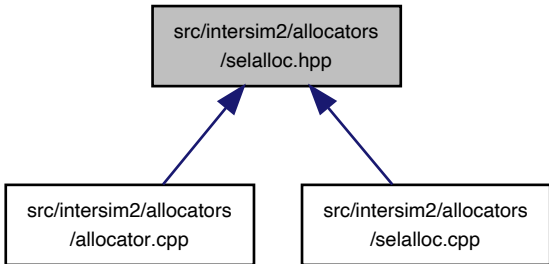 src/intersim2/allocators
/selalloc.hpp
src/intersim2/allocators
/allocator.cpp
src/intersim2/allocators
/selalloc.cpp